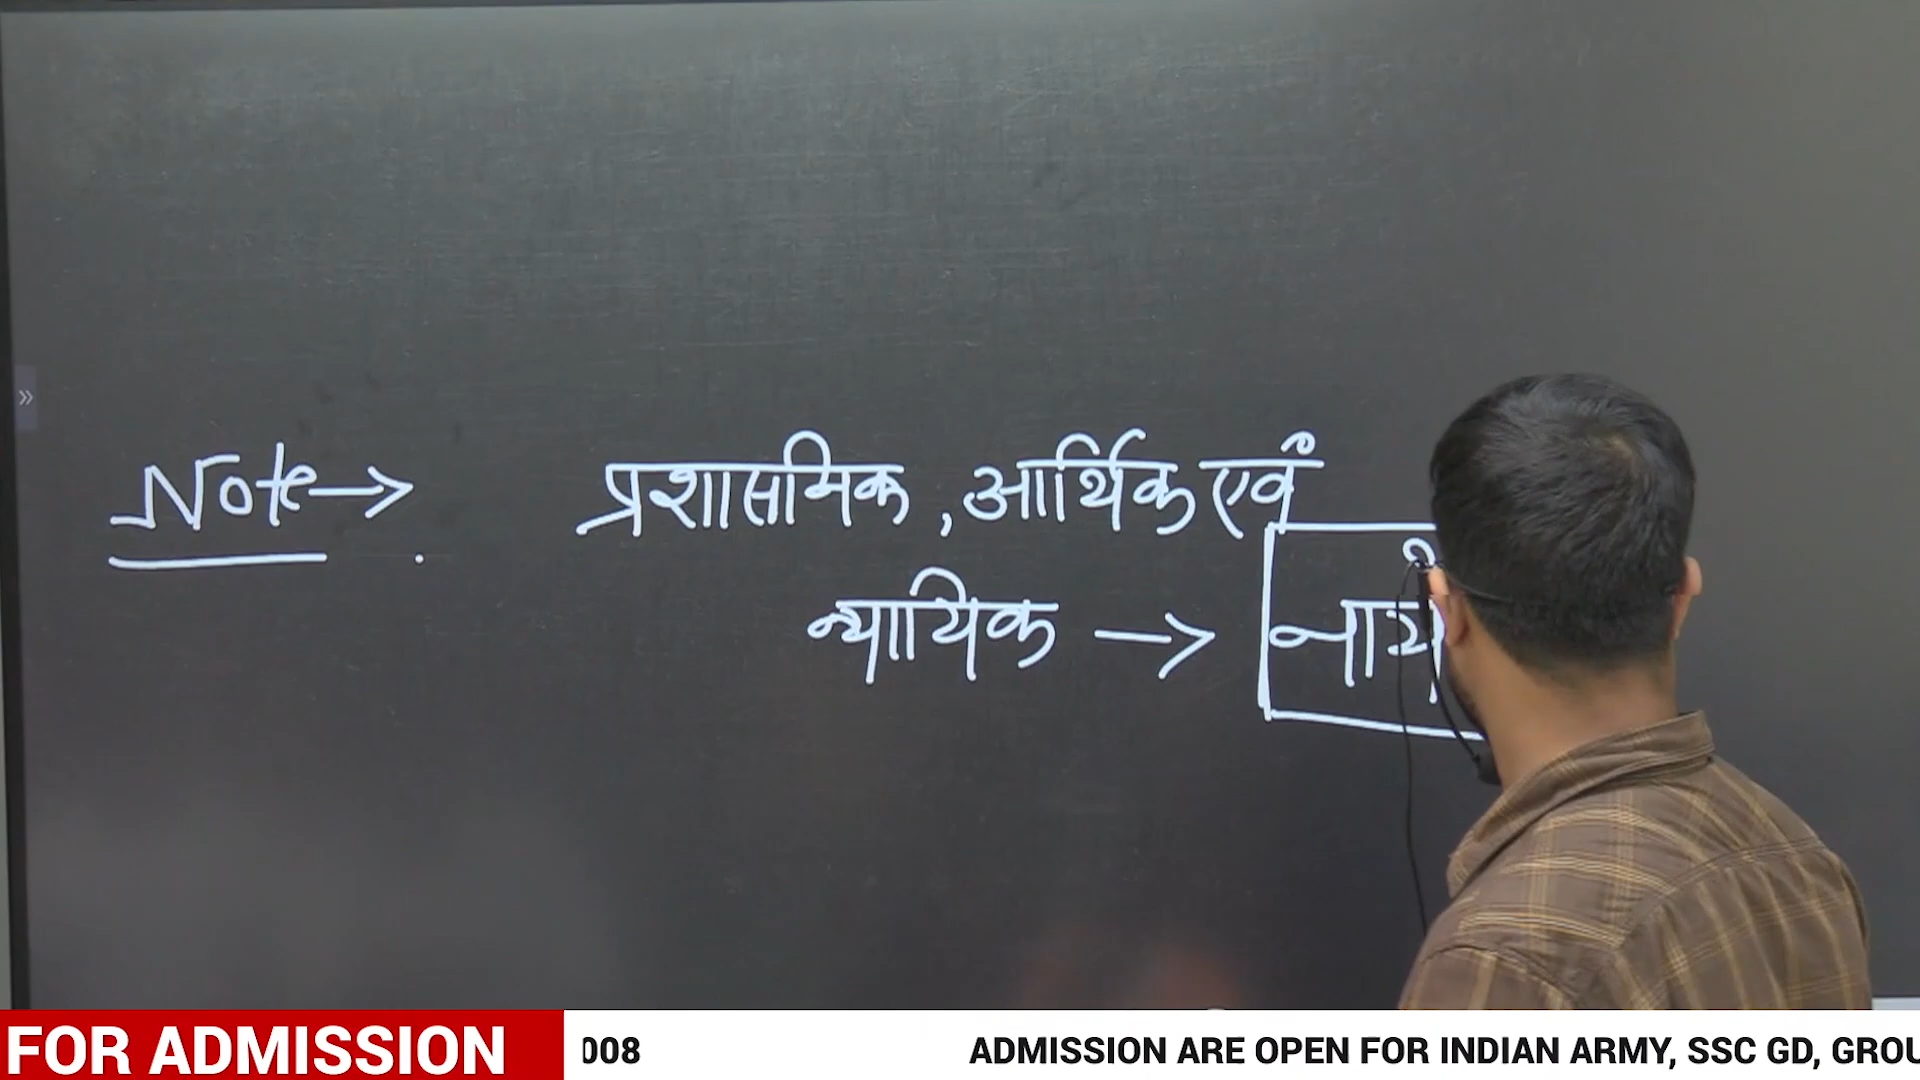 Note→ प्रशासनिक , आर्थिक एवं
न्यायिक →
FOR ADMISSION
008 ADMISSION ARE OPEN FOR INDIAN ARMY, SSC GD, GROU